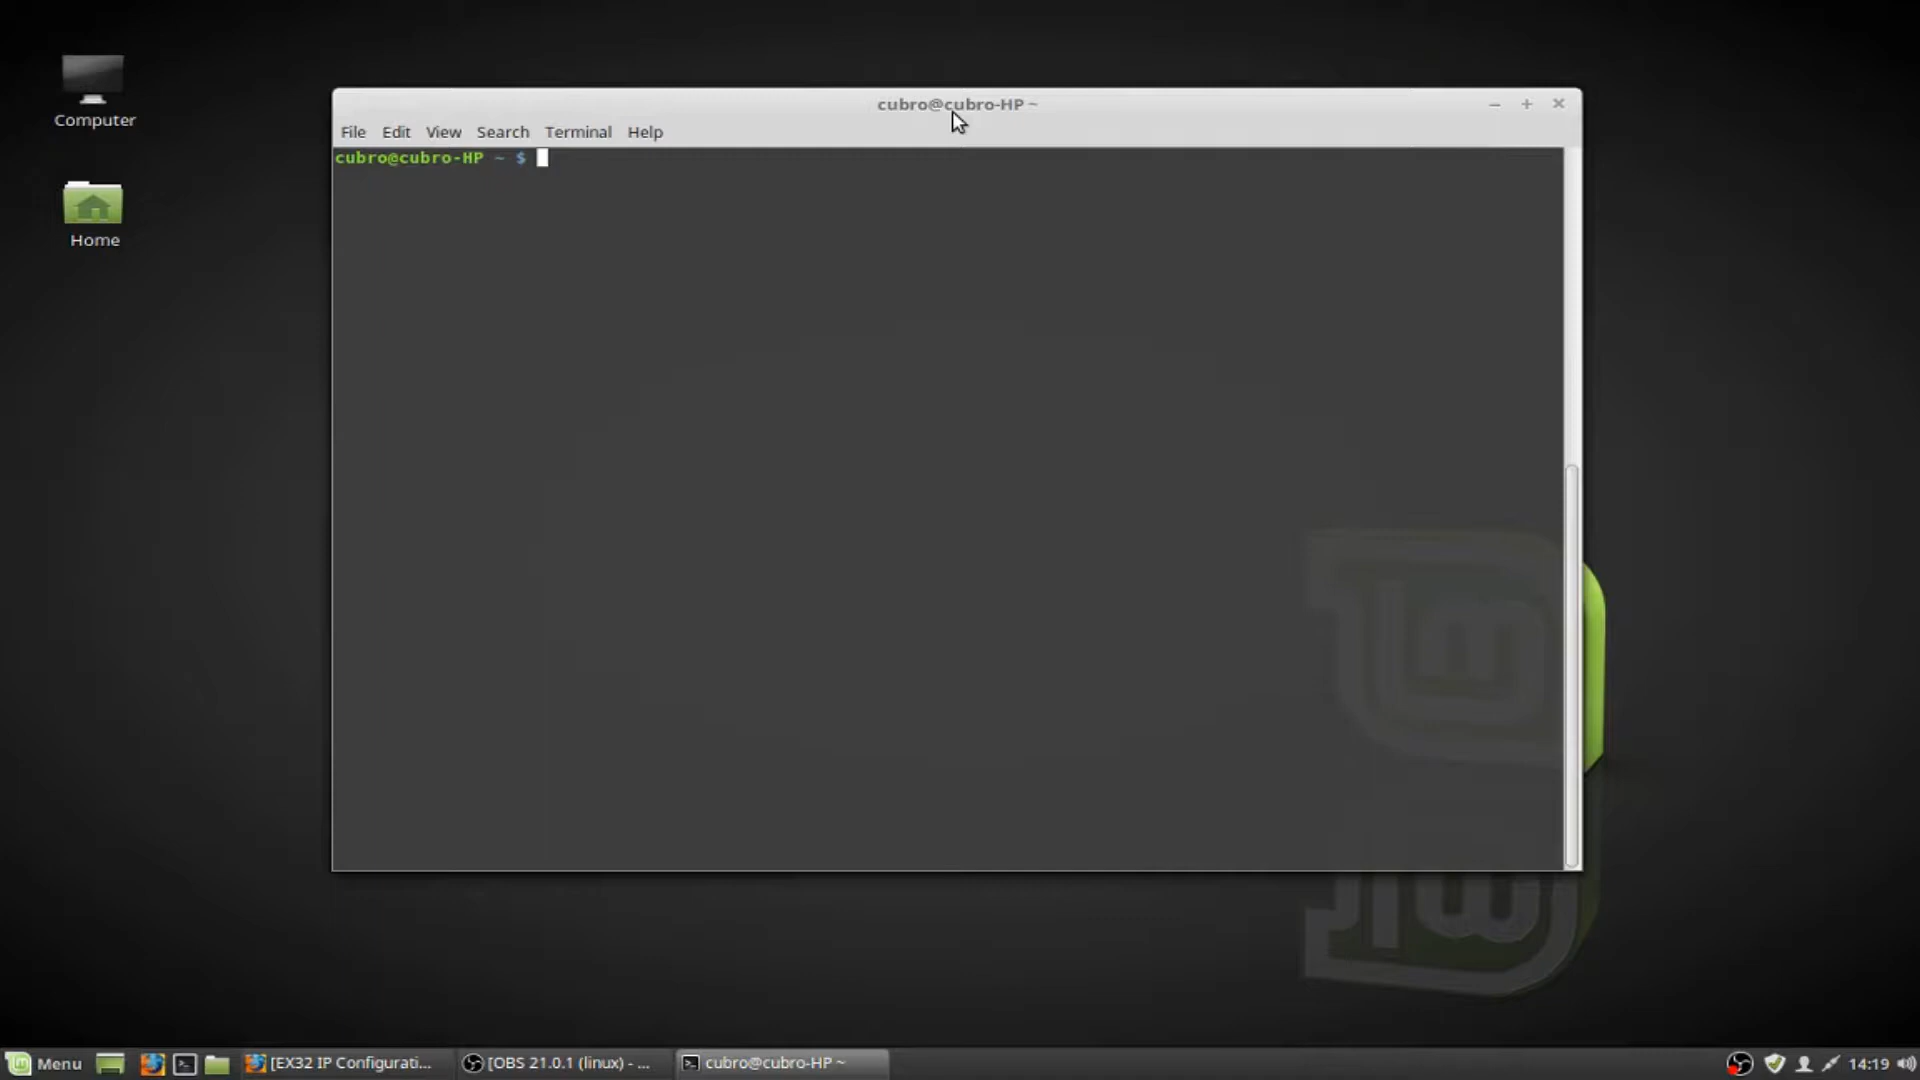 Computer
Home
cubro@cubro-HP ~
File Edit View Search Terminal Help
cubro@cubro-HP ~ $
Menu
[EX32 IP Configurati...
[OBS 21.0.1 (linux) - ...
cubro@cubro-HP ~
14:19